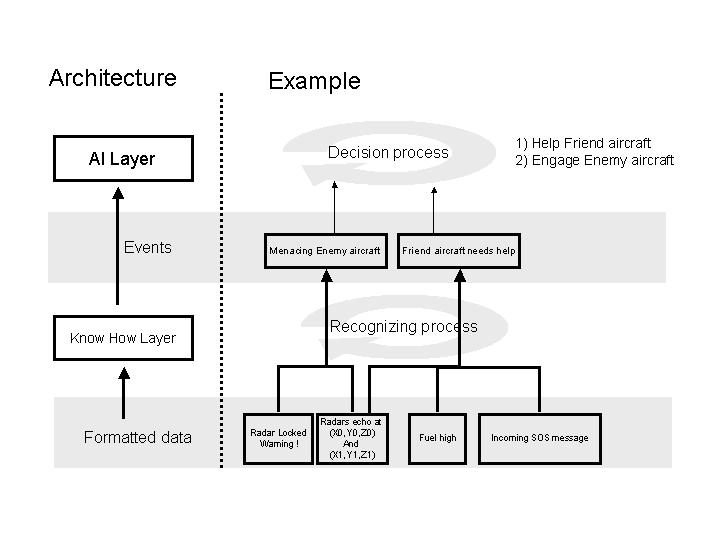 Architecture
Example
AI Layer
Decision process
1) Help Friend aircraft
2) Engage Enemy aircraft
Events
Menacing Enemy aircraft
Friend aircraft needs help
Know How Layer
Recognizing process
Formatted data
Radar Locked
Warning !
Radars echo at
(X0,Y0,Z0)
And
(X1,Y1,Z1)
Fuel high
Incoming SOS message